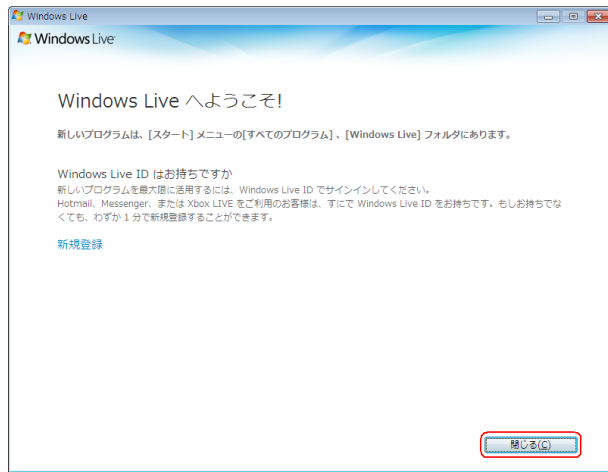 Windows Live
Windows Live
Windows Live へようこそ!
新しいプログラムは、[スタート] メニューの[すべてのプログラム] 、[Windows Live] フォルダにあります。
Windows Live ID はお持ちですか
新しいプログラムを最大限に活用するには、Windows Live ID でサインインしてください。
Hotmail、Messenger、または Xbox LIVE をご利用のお客様は、すでに Windows Live ID をお持ちです。もしお持ちでな
くても、わずか 1 分で新規登録することができます。
新規登録
閉じる(C)